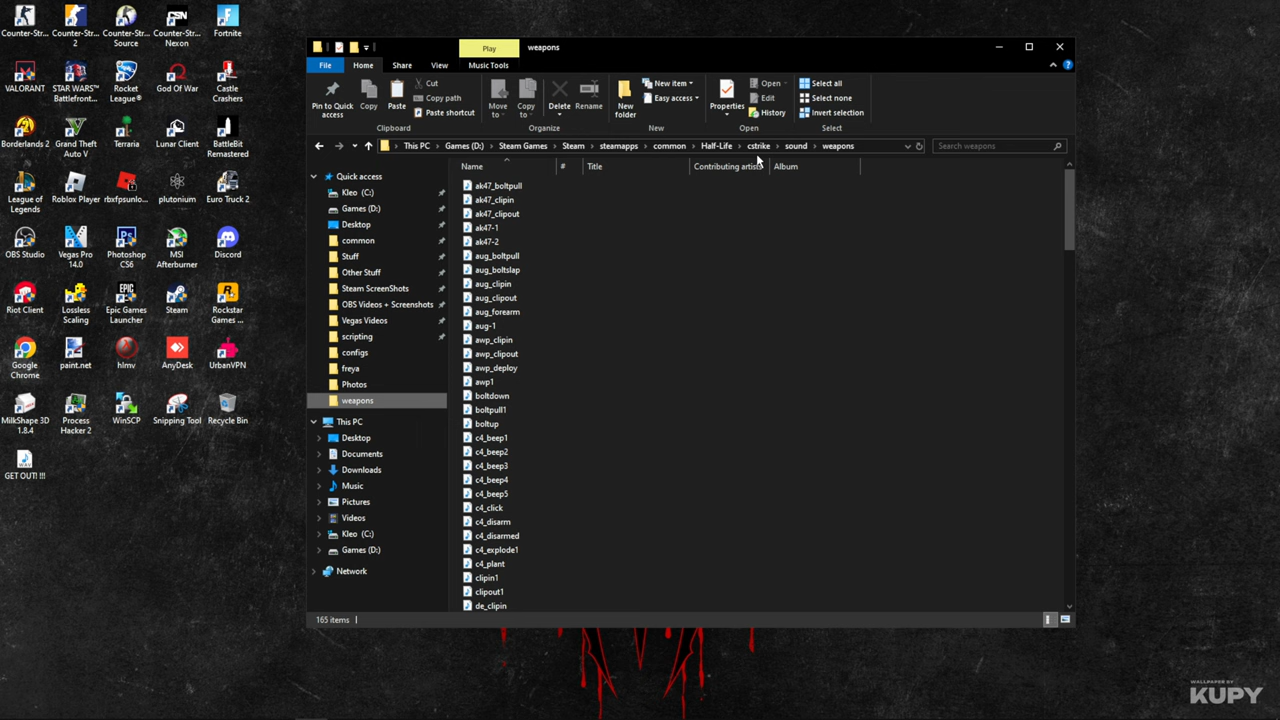 Counter-Str...
Counter-Str... 2
Counter-Str... Source
Counter-Str... Nexon
Fortnite
VALORANT
STAR WARS™ Battlefront...
Rocket League®
God Of War
Castle Crashers
Borderlands 2
Grand Theft Auto V
Terraria
Lunar Client
BattleBit Remastered
League of Legends
Roblox Player
rbxfpsunlo...
plutonium
Euro Truck 2
OBS Studio
Vegas Pro 14.0
Photoshop CS6
MSI Afterburner
Discord
Riot Client
Lossless Scaling
Epic Games Launcher
Steam
Rockstar Games ...
Google Chrome
paint.net
hlmv
AnyDesk
UrbanVPN
MilkShape 3D 1.8.4
Process Hacker 2
WinSCP
Snipping Tool
Recycle Bin
GET OUT! !!!
Play
weapons
File
Home
Share
View
Music Tools
Pin to Quick access
Copy
Paste
Cut
Copy path
Paste shortcut
Clipboard
Move to
Copy to
Delete
Rename
Organize
New folder
New item
Easy access
New
Properties
Open
Edit
History
Open
Select all
Select none
Invert selection
Select
This PC
Games (D:)
Steam Games
Steam
steamapps
common
Half-Life
cstrike
sound
weapons
Search weapons
Name
#
Title
Contributing artists
Album
Quick access
Kleo (C:)
Games (D:)
Desktop
common
Stuff
Other Stuff
Steam ScreenShots
OBS Videos + Screenshots
Vegas Videos
scripting
configs
freya
Photos
weapons
This PC
Desktop
Documents
Downloads
Music
Pictures
Videos
Kleo (C:)
Games (D:)
Network
ak47_boltpull
ak47_clipin
ak47_clipout
ak47-1
ak47-2
aug_boltpull
aug_boltslap
aug_clipin
aug_clipout
aug_forearm
aug-1
awp_clipin
awp_clipout
awp_deploy
awp1
boltdown
boltpull1
boltup
c4_beep1
c4_beep2
c4_beep3
c4_beep4
c4_beep5
c4_click
c4_disarm
c4_disarmed
c4_explode1
c4_plant
clipin1
clipout1
de_clipin
165 items
WALLPAPER BY
KUPY